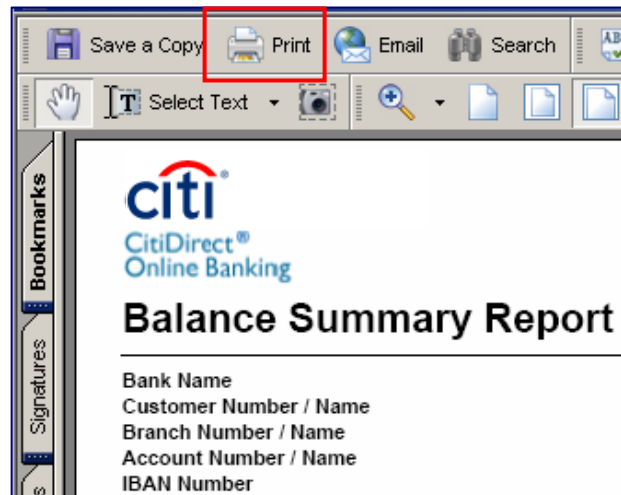 Save a Copy Print Email Search
Select Text
Bookmarks
Signatures
citi
CitiDirect®
Online Banking
Balance Summary Report
Bank Name
Customer Number / Name
Branch Number / Name
Account Number / Name
IBAN Number